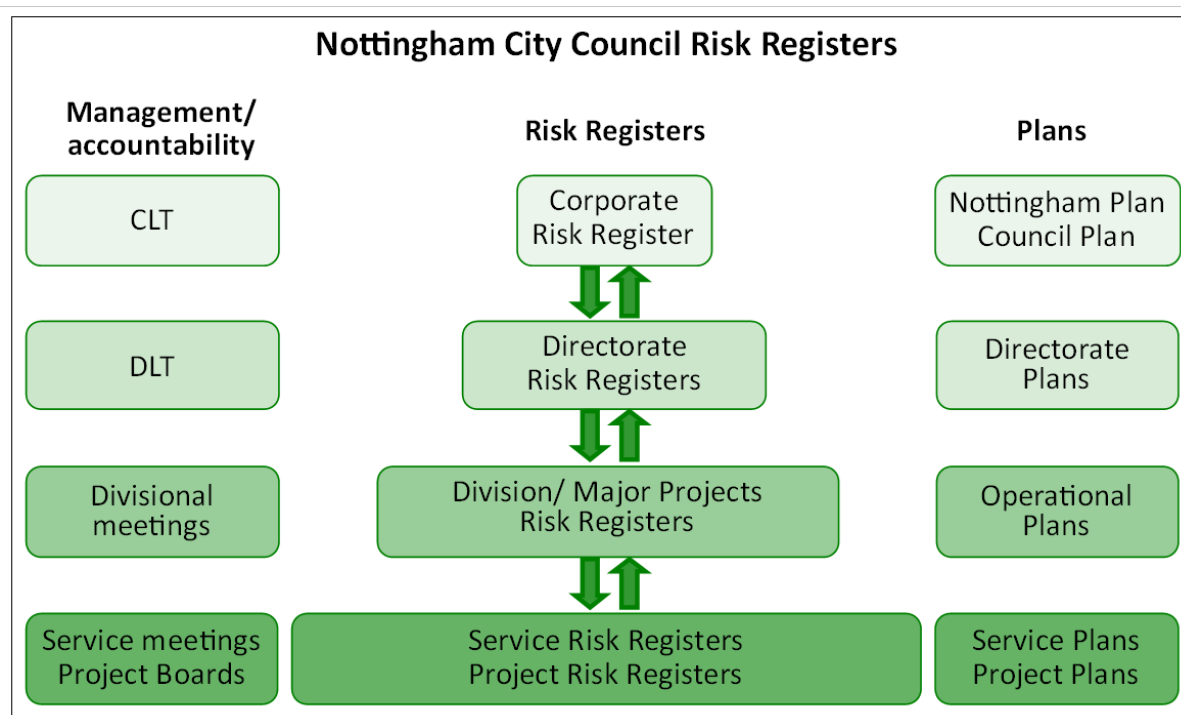 Nottingham City Council Risk Registers
Management/
accountability
Risk Registers
Plans
CLT
Corporate
Risk Register
Nottingham Plan
Council Plan
DLT
Directorate
Risk Registers
Directorate
Plans
Divisional
meetings
Division/ Major Projects
Risk Registers
Operational
Plans
Service meetings
Project Boards
Service Risk Registers
Project Risk Registers
Service Plans
Project Plans